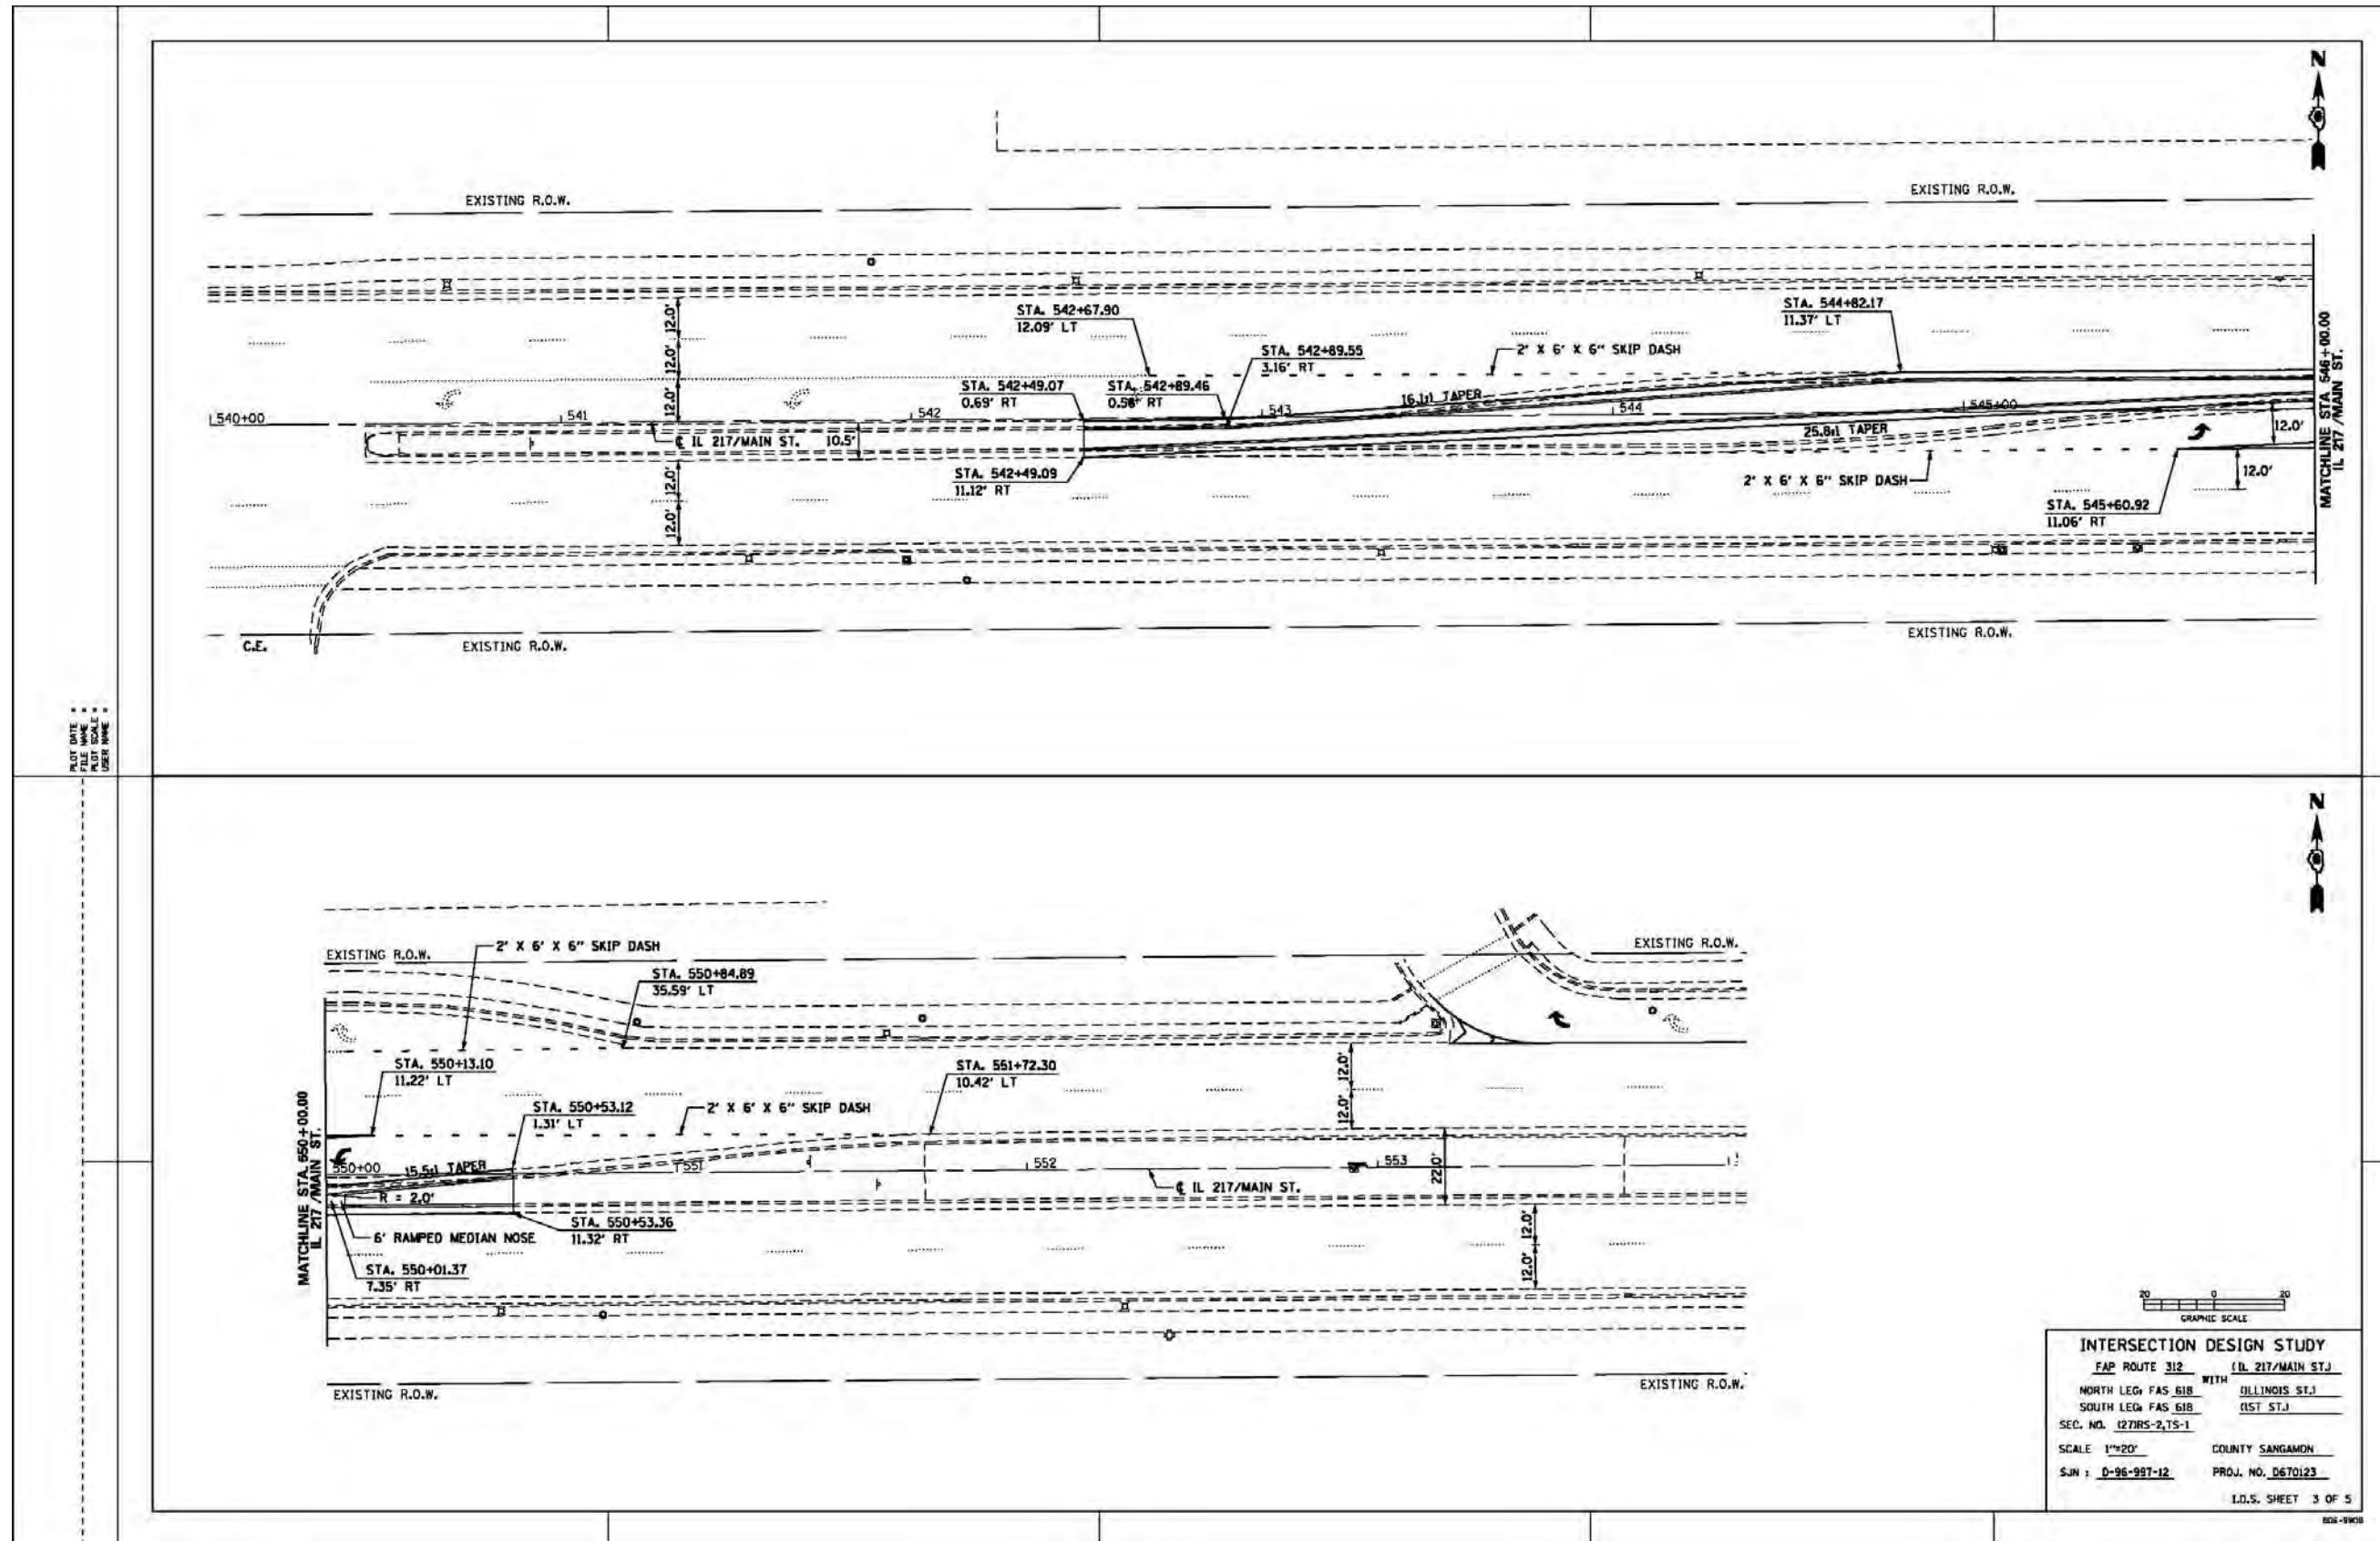 N
EXISTING R.O.W.
EXISTING R.O.W.
12.0'
12.0'
12.0'
STA. 542+67.90
12.09' LT
STA. 544+82.17
11.37' LT
STA. 542+89.55
3.16' RT
2' X 6' X 6" SKIP DASH
STA. 542+49.07
0.69' RT
STA. 542+89.46
0.58' RT
16.1:1 TAPER
540+00
541
542
543
544
545+00
℄ IL 217/MAIN ST.
10.5'
25.8:1 TAPER
12.0'
STA. 542+49.09
11.12' RT
12.0'
12.0'
2' X 6' X 6" SKIP DASH
12.0'
STA. 545+60.92
11.06' RT
MATCHLINE STA. 546+00.00
IL 217 /MAIN ST.
C.E.
EXISTING R.O.W.
EXISTING R.O.W.
PLOT DATE =
FILE NAME =
PLOT SCALE =
USER NAME =
N
EXISTING R.O.W.
2' X 6' X 6" SKIP DASH
EXISTING R.O.W.
STA. 550+84.89
35.59' LT
STA. 550+13.10
11.22' LT
STA. 551+72.30
10.42' LT
12.0'
12.0'
STA. 550+53.12
1.31' LT
2' X 6' X 6" SKIP DASH
550+00
15.5:1 TAPER
551
552
553
22.0'
R = 2.0'
℄ IL 217/MAIN ST.
6' RAMPED MEDIAN NOSE
STA. 550+53.36
11.32' RT
12.0'
12.0'
STA. 550+01.37
7.35' RT
MATCHLINE STA. 550+00.00
IL 217 /MAIN ST.
EXISTING R.O.W.
EXISTING R.O.W.
20 0 20
GRAPHIC SCALE
INTERSECTION DESIGN STUDY
FAP ROUTE 312 (IL 217/MAIN ST.)
WITH
NORTH LEG: FAS 618 (ILLINOIS ST.)
SOUTH LEG: FAS 618 (1ST ST.)
SEC. NO. (27)RS-2,TS-1
SCALE 1"=20' COUNTY SANGAMON
SJN : D-96-997-12 PROJ. NO. D670123
I.D.S. SHEET 3 OF 5